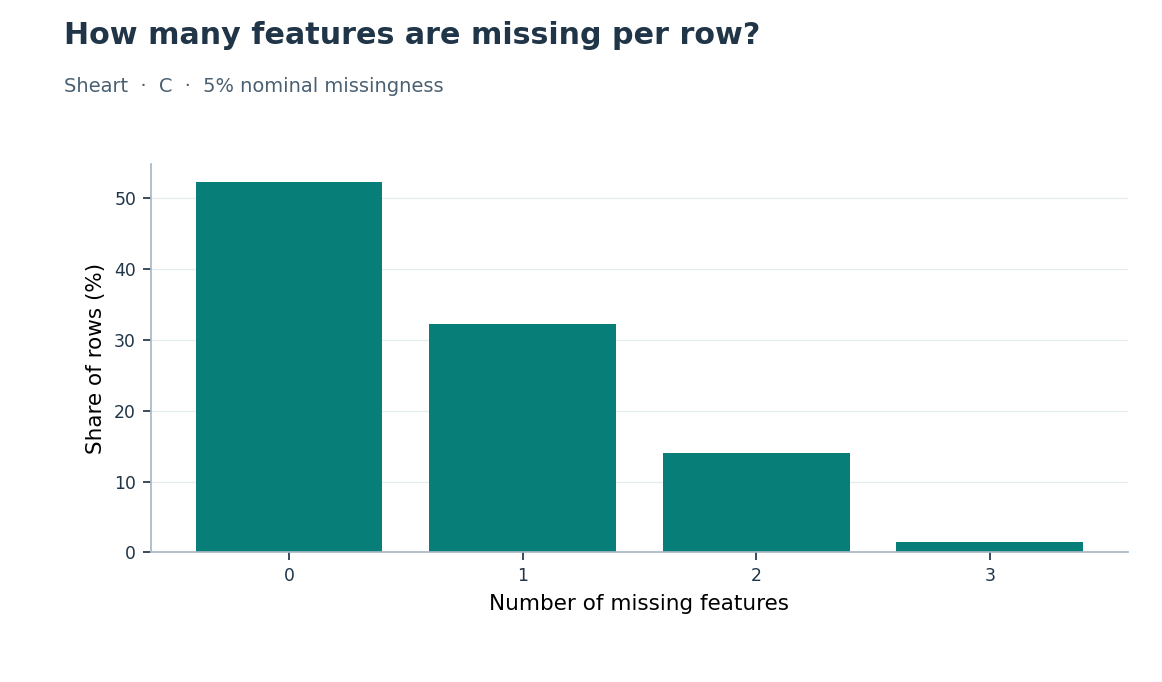 How many features are missing per row?
Sheart · C · 5% nominal missingness
Share of rows (%)
50
40
30
20
10
0
0 1 2 3
Number of missing features